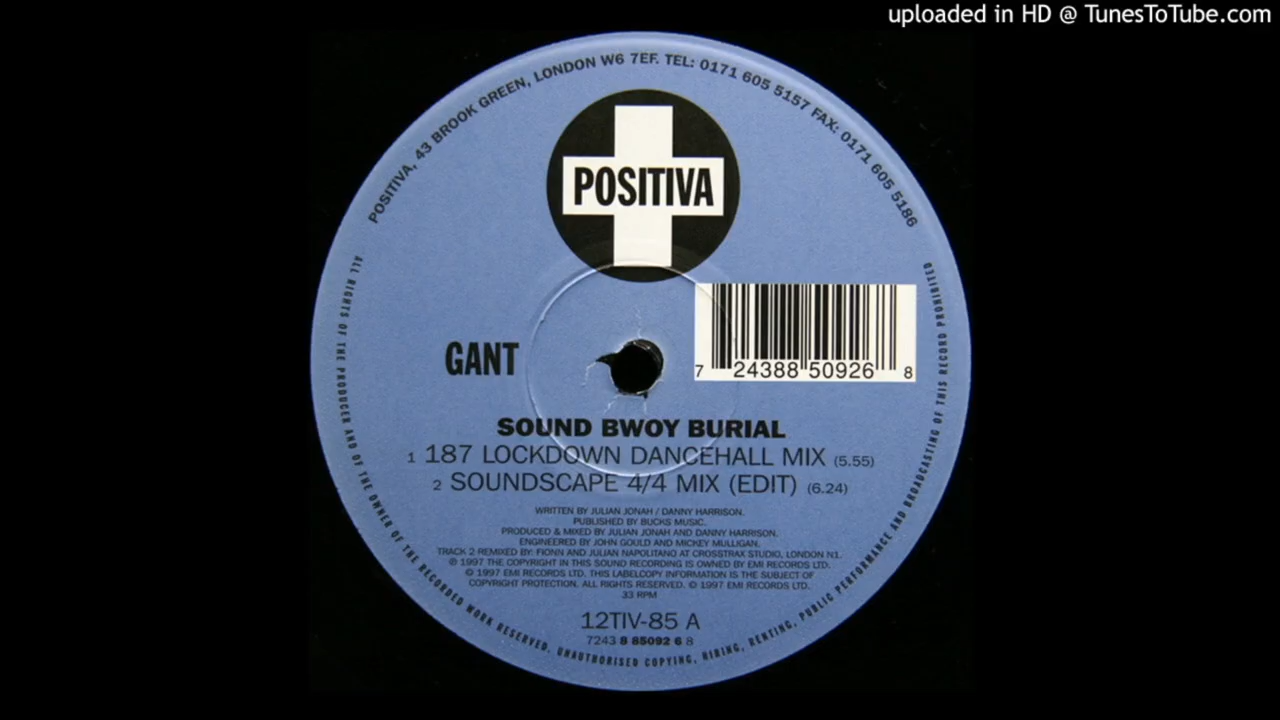 uploaded in HD @ TunesToTube.com
POSITIVA, 43 BROOK GREEN, LONDON W6 7EF. TEL: 0171 605 5157 FAX: 0171 605 5186
POSITIVA
7 24388 50926 8
GANT
SOUND BWOY BURIAL
1 187 LOCKDOWN DANCEHALL MIX (5.55)
2 SOUNDSCAPE 4/4 MIX (EDIT) (6.24)
WRITTEN BY JULIAN JONAH / DANNY HARRISON.
PUBLISHED BY BUCKS MUSIC.
PRODUCED & MIXED BY JULIAN JONAH AND DANNY HARRISON.
ENGINEERED BY JOHN GOULD AND MICKEY MULLIGAN.
TRACK 2 REMIXED BY: FIONN AND JULIAN NAPOLITANO AT CROSSTRAX STUDIO, LONDON N1.
℗ 1997 THE COPYRIGHT IN THIS SOUND RECORDING IS OWNED BY EMI RECORDS LTD.
© 1997 EMI RECORDS LTD. THIS LABELCOPY INFORMATION IS THE SUBJECT OF
COPYRIGHT PROTECTION. ALL RIGHTS RESERVED. © 1997 EMI RECORDS LTD.
33 RPM
12TIV-85 A
7243 8 85092 6 8
ALL RIGHTS OF THE PRODUCER AND OF THE OWNER OF THE RECORDED WORK RESERVED. UNAUTHORISED COPYING, HIRING, RENTING, PUBLIC PERFORMANCE AND BROADCASTING OF THIS RECORD PROHIBITED